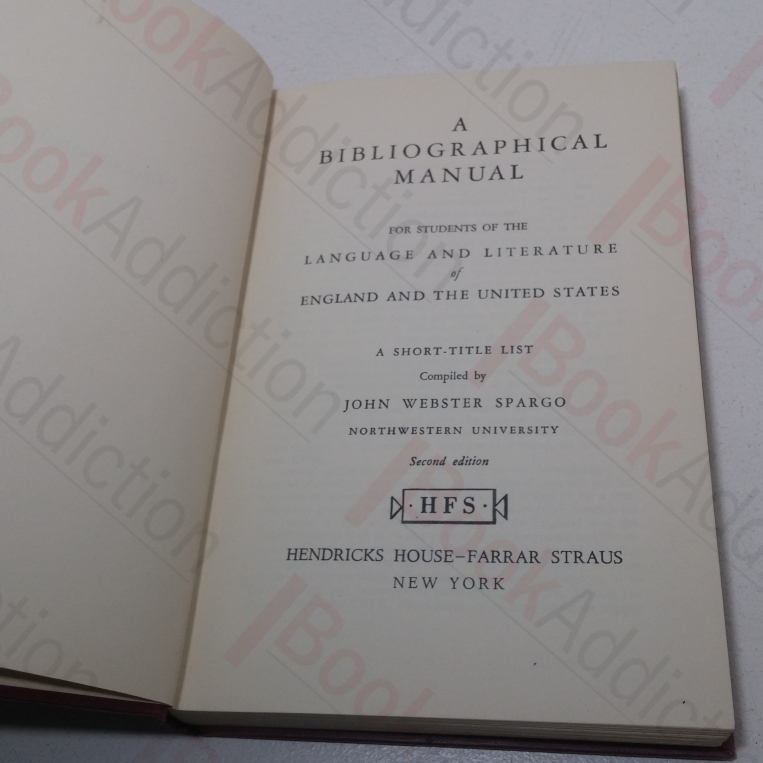 A
BIBLIOGRAPHICAL
MANUAL
FOR STUDENTS OF THE
LANGUAGE AND LITERATURE
of
ENGLAND AND THE UNITED STATES
A SHORT-TITLE LIST
Compiled by
JOHN WEBSTER SPARGO
NORTHWESTERN UNIVERSITY
Second edition
·HFS·
HENDRICKS HOUSE–FARRAR STRAUS
NEW YORK
BookAddiction